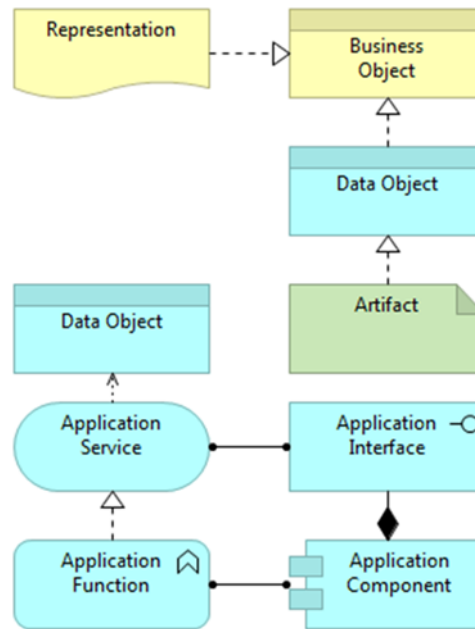 Representation
Business
Object
Data Object
Artifact
Data Object
Application
Service
Application
Interface
Application
Function
Application
Component